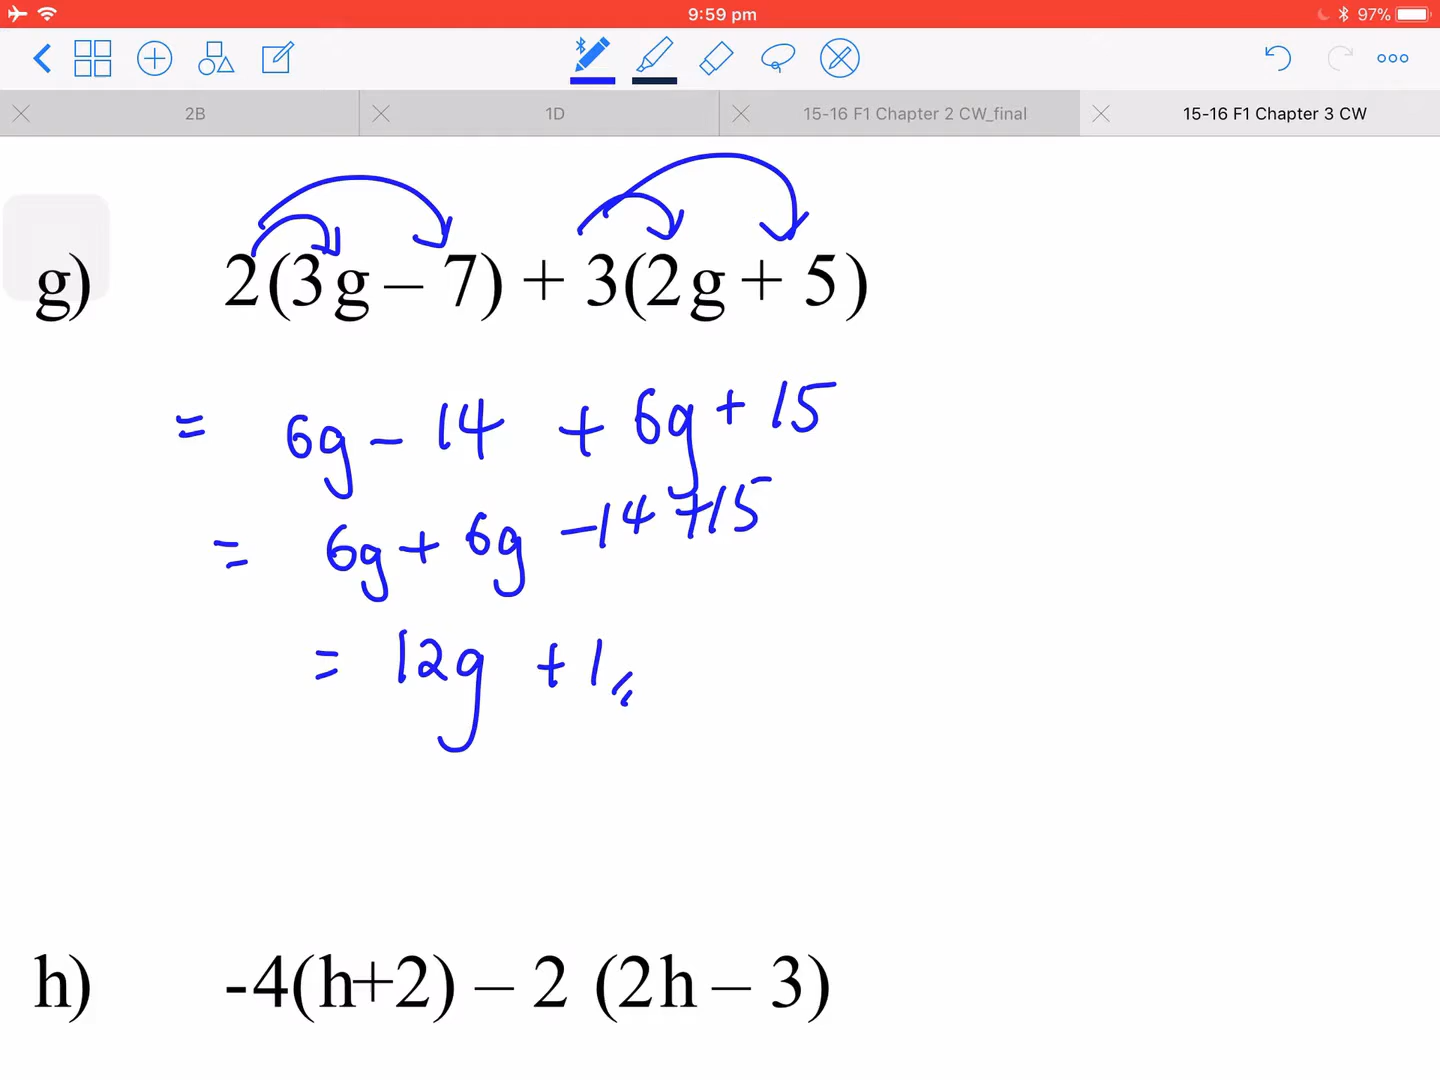 9:59 pm
97%
2B
1D
15-16 F1 Chapter 2 CW_final
15-16 F1 Chapter 3 CW
g) 2(3g – 7) + 3(2g + 5)
= 6g - 14 + 6g + 15
= 6g + 6g - 14 + 15
= 12g + 1
h) -4(h+2) – 2 (2h – 3)